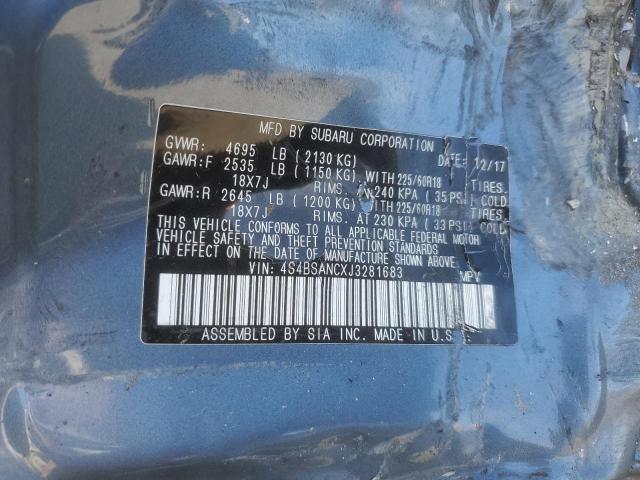 MFD BY SUBARU CORPORATION
GVWR: 4695 LB (2130 KG) DATE: 12/17
GAWR:F 2535 LB (1150 KG), WITH 225/60R18 TIRES,
18X7J RIMS, 240 KPA (35 PSI) COLD
GAWR:R 2645 LB (1200 KG) WITH 225/60R18 TIRES,
18X7J RIMS, AT 230 KPA (33 PSI) COLD
THIS VEHICLE CONFORMS TO ALL APPLICABLE FEDERAL MOTOR
VEHICLE SAFETY AND THEFT PREVENTION STANDARDS
IN EFFECT ON THE DATE OF MANUFACTURE SHOWN ABOVE.
VIN: 4S4BSANCXJ3281683 MPV
ASSEMBLED BY SIA INC. MADE IN U.S.